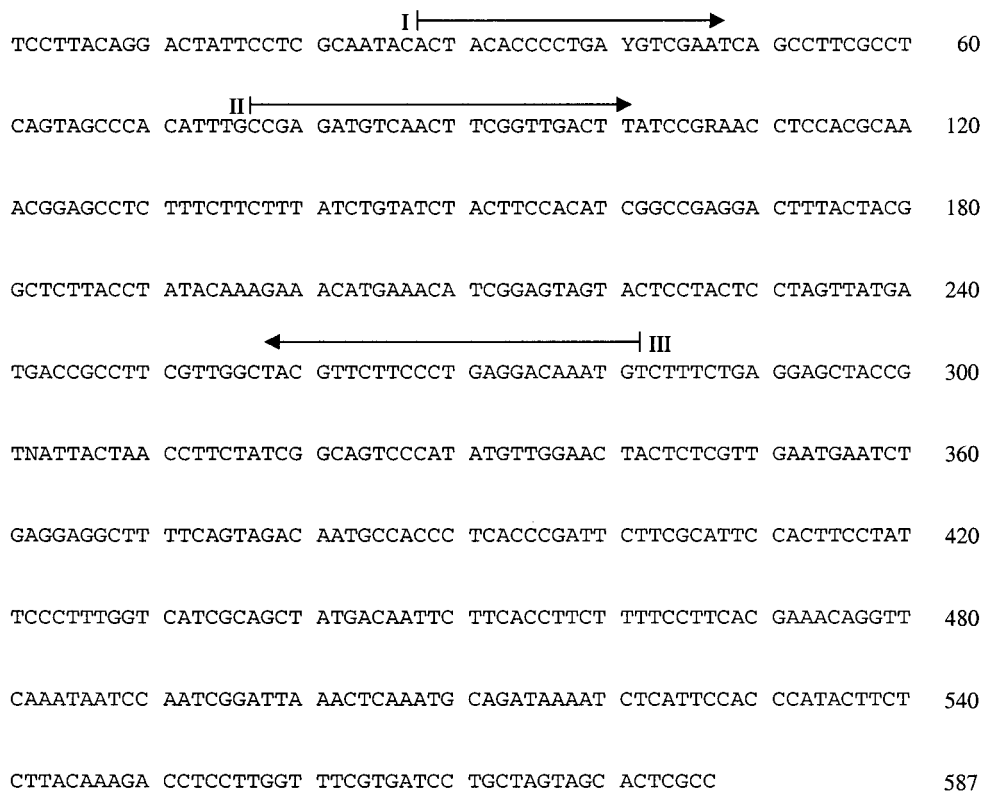 I
TCCTTACAGG ACTATTCCTC GCAATACACT ACACCCCTGA YGTCGAATCA GCCTTCGCCT 60
II
CAGTAGCCCA CATTTGCCGA GATGTCAACT TCGGTTGACT TATCCGRAAC CTCCACGCAA 120
ACGGAGCCTC TTTCTTCTTT ATCTGTATCT ACTTCCACAT CGGCCGAGGA CTTTACTACG 180
GCTCTTACCT ATACAAAGAA ACATGAAACA TCGGAGTAGT ACTCCTACTC CTAGTTATGA 240
III
TGACCGCCTT CGTTGGCTAC GTTCTTCCCT GAGGACAAAT GTCTTTCTGA GGAGCTACCG 300
TNATTACTAA CCTTCTATCG GCAGTCCCAT ATGTTGGAAC TACTCTCGTT GAATGAATCT 360
GAGGAGGCTT TTCAGTAGAC AATGCCACCC TCACCCGATT CTTCGCATTC CACTTCCTAT 420
TCCCTTTGGT CATCGCAGCT ATGACAATTC TTCACCTTCT TTTCCTTCAC GAAACAGGTT 480
CAAATAATCC AATCGGATTA AACTCAAATG CAGATAAAAT CTCATTCCAC CCATACTTCT 540
CTTACAAAGA CCTCCTTGGT TTCGTGATCC TGCTAGTAGC ACTCGCC 587